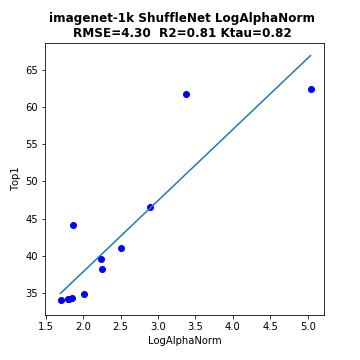 imagenet-1k ShuffleNet LogAlphaNorm
RMSE=4.30 R2=0.81 Ktau=0.82
65
60
55
50
45
40
35
Top1
1.5 2.0 2.5 3.0 3.5 4.0 4.5 5.0
LogAlphaNorm